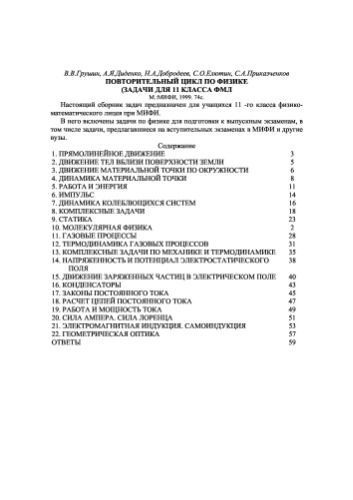 В.В.Грушин, А.Я.Диденко, Н.А.Добродеев, С.О.Елютин, С.А.Приказченков
ПОВТОРИТЕЛЬНЫЙ ЦИКЛ ПО ФИЗИКЕ
(ЗАДАЧИ ДЛЯ 11 КЛАССА ФМЛ
М.:МИФИ, 1999. 74с.
Настоящий сборник задач предназначен для учащихся 11 -го класса физико-
математического лицея при МИФИ.
В него включены задачи по физике для подготовки к выпускным экзаменам, в
том числе задачи, предлагавшиеся на вступительных экзаменах в МИФИ и другие
вузы.
Содержание
1. ПРЯМОЛИНЕЙНОЕ ДВИЖЕНИЕ 3
2. ДВИЖЕНИЕ ТЕЛ ВБЛИЗИ ПОВЕРХНОСТИ ЗЕМЛИ 5
3. ДВИЖЕНИЕ МАТЕРИАЛЬНОЙ ТОЧКИ ПО ОКРУЖНОСТИ 6
4. ДИНАМИКА МАТЕРИАЛЬНОЙ ТОЧКИ 8
5. РАБОТА И ЭНЕРГИЯ 11
6. ИМПУЛЬС 14
7. ДИНАМИКА КОЛЕБЛЮЩИХСЯ СИСТЕМ 16
8. КОМПЛЕКСНЫЕ ЗАДАЧИ 18
9. СТАТИКА 23
10. МОЛЕКУЛЯРНАЯ ФИЗИКА 2
11. ГАЗОВЫЕ ПРОЦЕССЫ 28
12. ТЕРМОДИНАМИКА ГАЗОВЫХ ПРОЦЕССОВ 31
13. КОМПЛЕКСНЫЕ ЗАДАЧИ ПО МЕХАНИКЕ И ТЕРМОДИНАМИКЕ 35
14. НАПРЯЖЕННОСТЬ И ПОТЕНЦИАЛ ЭЛЕКТРОСТАТИЧЕСКОГО 38
ПОЛЯ
15. ДВИЖЕНИЕ ЗАРЯЖЕННЫХ ЧАСТИЦ В ЭЛЕКТРИЧЕСКОМ ПОЛЕ 40
16. КОНДЕНСАТОРЫ 43
17. ЗАКОНЫ ПОСТОЯННОГО ТОКА 45
18. РАСЧЕТ ЦЕПЕЙ ПОСТОЯННОГО ТОКА 47
19. РАБОТА И МОЩНОСТЬ ТОКА 49
20. СИЛА АМПЕРА. СИЛА ЛОРЕНЦА 51
21. ЭЛЕКТРОМАГНИТНАЯ ИНДУКЦИЯ. САМОИНДУКЦИЯ 53
22. ГЕОМЕТРИЧЕСКАЯ ОПТИКА 57
ОТВЕТЫ 59